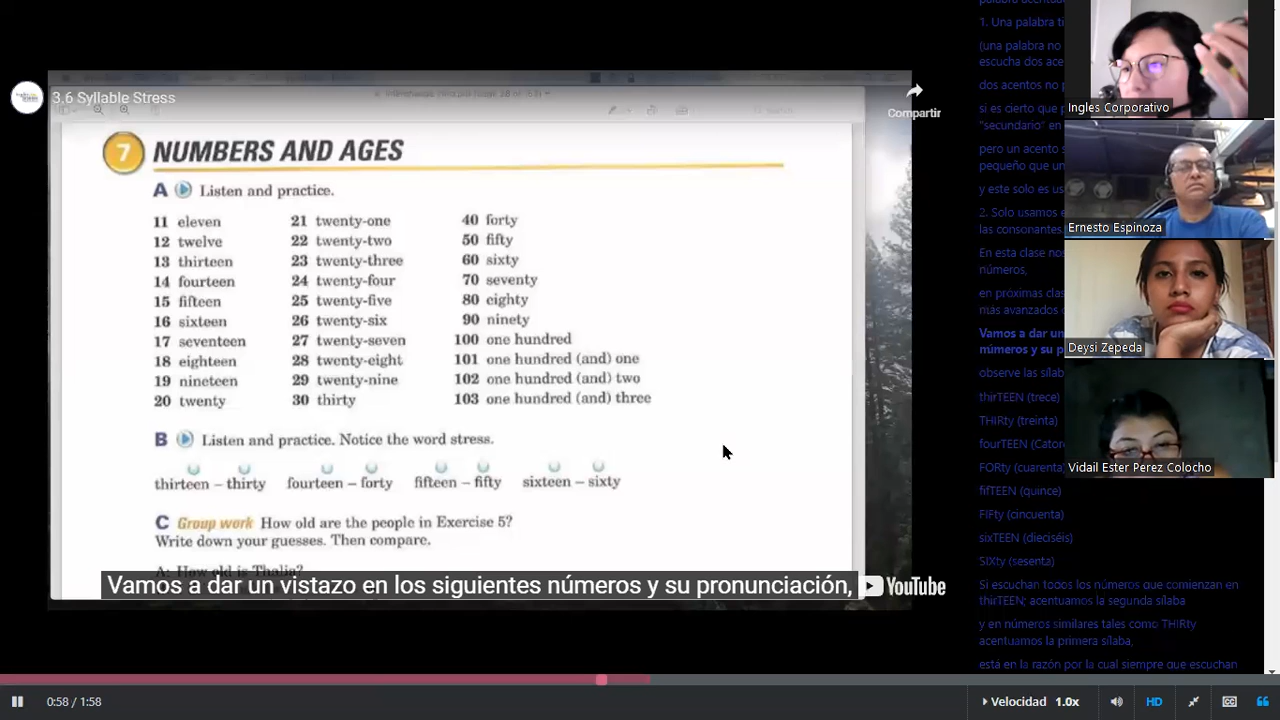 3.6 Syllable Stress
Compartir
7 NUMBERS AND AGES
A Listen and practice.
11 eleven
12 twelve
13 thirteen
14 fourteen
15 fifteen
16 sixteen
17 seventeen
18 eighteen
19 nineteen
20 twenty
21 twenty-one
22 twenty-two
23 twenty-three
24 twenty-four
25 twenty-five
26 twenty-six
27 twenty-seven
28 twenty-eight
29 twenty-nine
30 thirty
40 forty
50 fifty
60 sixty
70 seventy
80 eighty
90 ninety
100 one hundred
101 one hundred (and) one
102 one hundred (and) two
103 one hundred (and) three
B Listen and practice. Notice the word stress.
thirteen – thirty fourteen – forty fifteen – fifty sixteen – sixty
C Group work How old are the people in Exercise 5?
Write down your guesses. Then compare.
A: How old is Thalia?
Vamos a dar un vistazo en los siguientes números y su pronunciación,
YouTube
0:58 / 1:58
Velocidad 1.0x
HD
1. Una palabra
(una palabra no
escucha dos
dos acentos no
si es cierto que
"secundario" en
pero un acento
pequeño que
y este solo es
2. Solo usamos
las consonantes.
En esta clase
números,
en próximas
más avanzados
Vamos a dar
números y su
observe las
thirTEEN (trece)
THIRty (treinta)
fourTEEN
FORty (cuarenta)
fifTEEN (quince)
FIFty (cincuenta)
sixTEEN (dieciséis)
SIXty (sesenta)
Si escuchan todos los números que comienzan en
thirTEEN; acentuamos la segunda sílaba
y en números similares tales como THIRty
acentuamos la primera sílaba,
está en la razón por la cual siempre que escuchan
Ingles Corporativo
Ernesto Espinoza
Deysi Zepeda
Vidail Ester Perez Colocho